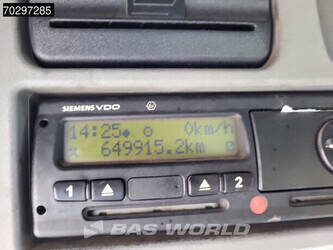 70297285
SIEMENS VDO
14:25 0km/h
649915.2km
1 2
BAS WORLD